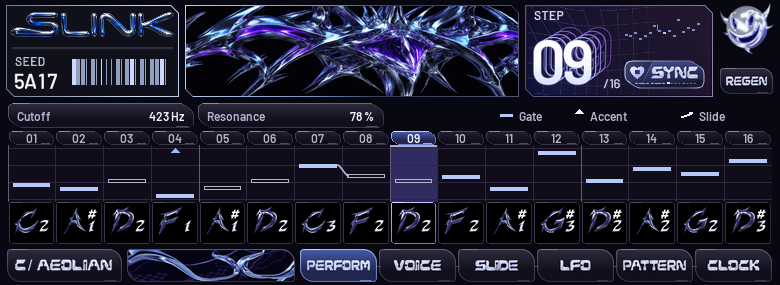 SLINK
SEED
5A17
STEP
09 /16
SYNC
REGEN
Cutoff 423 Hz
Resonance 78 %
Gate
Accent
Slide
01 02 03 04 05 06 07 08 09 10 11 12 13 14 15 16
C2 A#1 D2 F1 A#1 D2 C3 F2 D2 F2 A#1 G#3 D#2 A#2 G2 D#3
C/ AEOLIAN
PERFORM
VOICE
SLIDE
LFO
PATTERN
CLOCK